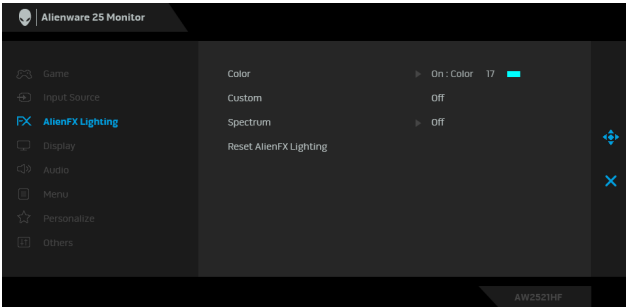 Alienware 25 Monitor
Game
Input Source
AlienFX Lighting
Display
Audio
Menu
Personalize
Others
Color On : Color 17
Custom Off
Spectrum Off
Reset AlienFX Lighting
AW2521HF